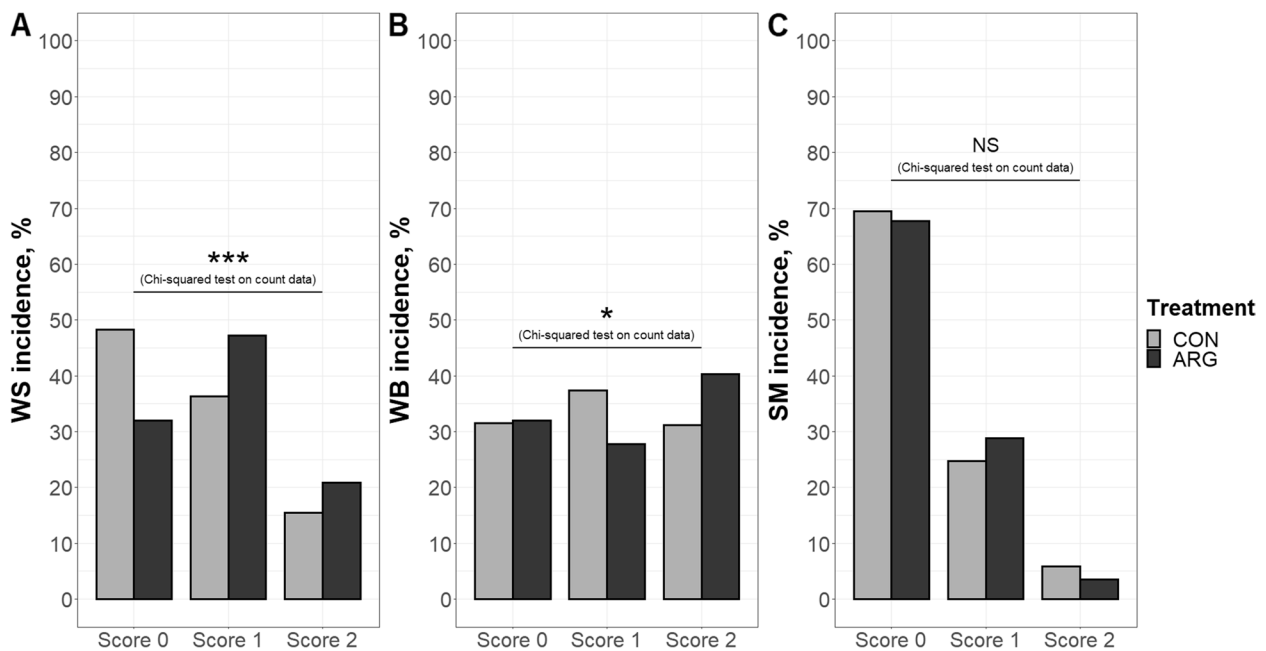 A
WS incidence, %
100
90
80
70
60
50
40
30
20
10
0
***
(Chi-squared test on count data)
Score 0 Score 1 Score 2
B
WB incidence, %
100
90
80
70
60
50
40
30
20
10
0
*
(Chi-squared test on count data)
Score 0 Score 1 Score 2
C
SM incidence, %
100
90
80
70
60
50
40
30
20
10
0
NS
(Chi-squared test on count data)
Score 0 Score 1 Score 2
Treatment
CON
ARG